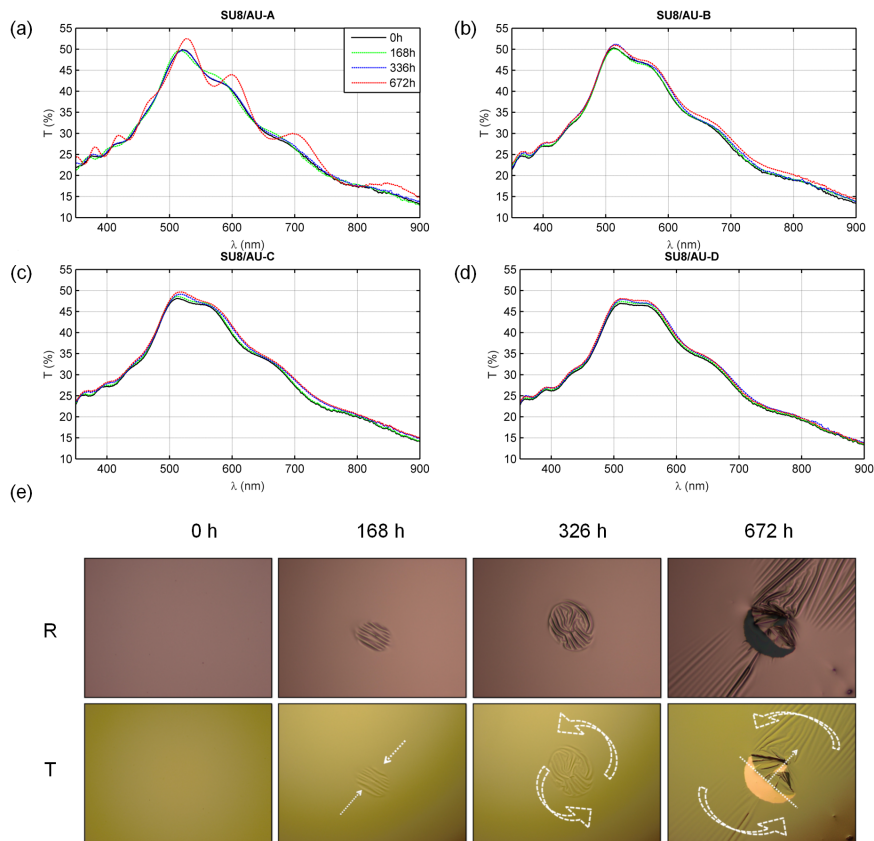 (a)
SU8/AU-A
T (%)
55
50
45
40
35
30
25
20
15
10
400
500
600
700
800
900
λ (nm)
0h
168h
336h
672h
(b)
SU8/AU-B
T (%)
55
50
45
40
35
30
25
20
15
10
400
500
600
700
800
900
λ (nm)
(c)
SU8/AU-C
T (%)
55
50
45
40
35
30
25
20
15
10
400
500
600
700
800
900
λ (nm)
(d)
SU8/AU-D
T (%)
55
50
45
40
35
30
25
20
15
10
400
500
600
700
800
900
λ (nm)
(e)
0 h 168 h 326 h 672 h
R
T